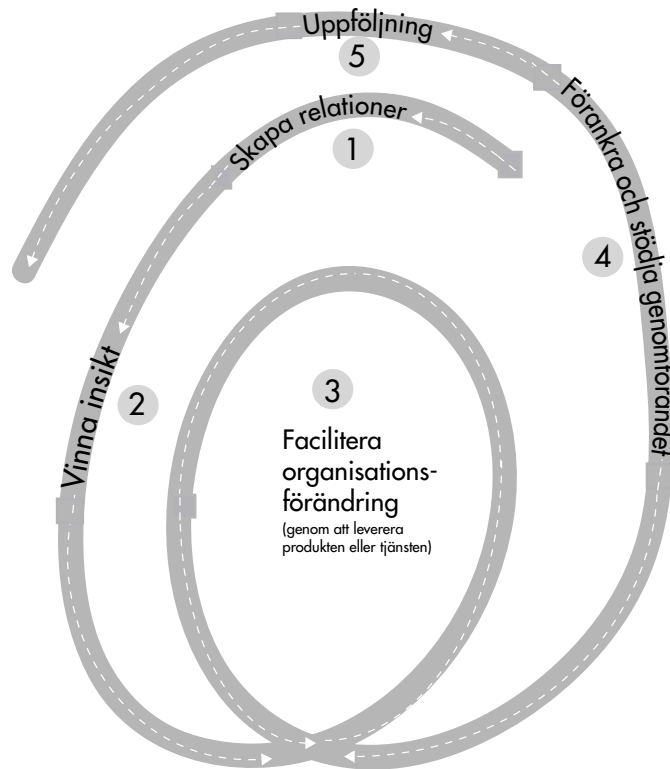 Uppföljning
5
Skapa relationer
1
Förankra och stödja genomförandet
4
Vinna insikt
2
3
Facilitera
organisations-
förändring
(genom att leverera
produkten eller tjänsten)